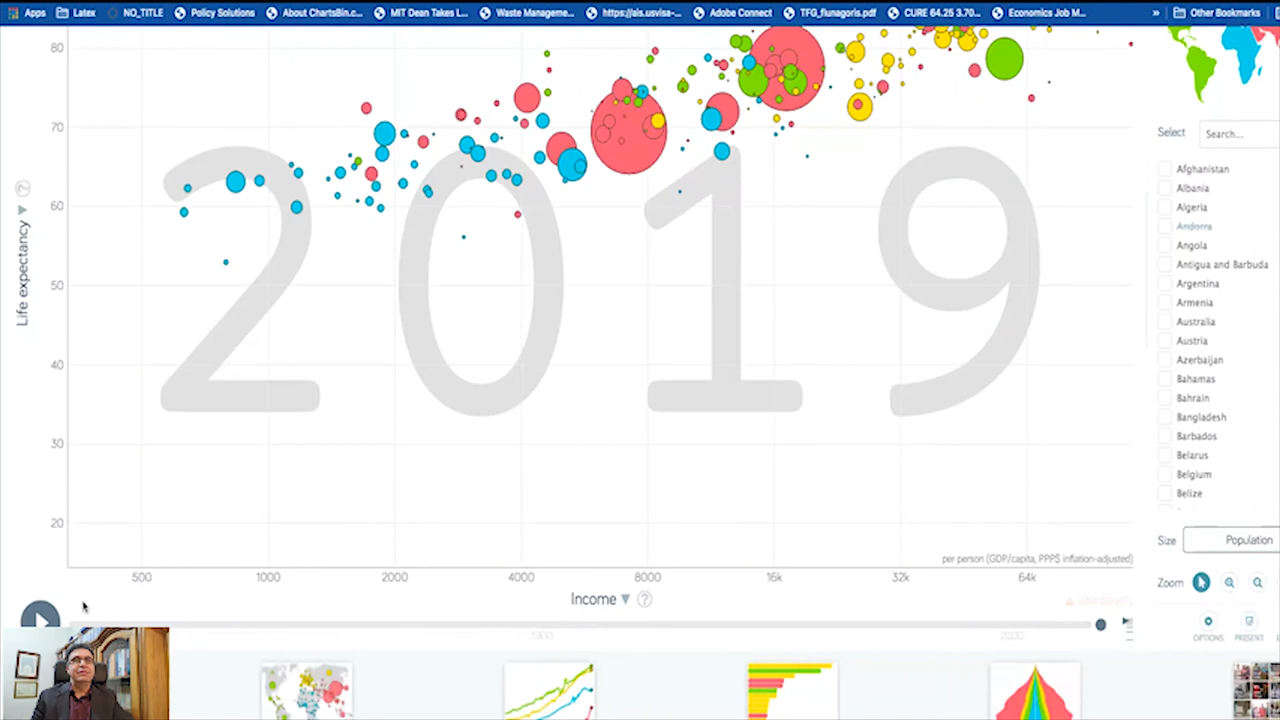 Apps Latex NO_TITLE Policy Solutions About ChartsBin.c... MIT Dean Takes L... Waste Manageme... https://ais.usvisa-... Adobe Connect TFG_flunagoris.pdf CURE 64.25 3.70... Economics Job M... » Other Bookmarks
2019
Life expectancy ?
80
70
60
50
40
30
20
per person (GDP/capita, PPP$ inflation-adjusted)
500 1000 2000 4000 8000 16k 32k 64k
Income ?
1900 2000
Select Search...
Afghanistan
Albania
Algeria
Andorra
Angola
Antigua and Barbuda
Argentina
Armenia
Australia
Austria
Azerbaijan
Bahamas
Bahrain
Bangladesh
Barbados
Belarus
Belgium
Belize
Size Population
Zoom
OPTIONS PRESENT